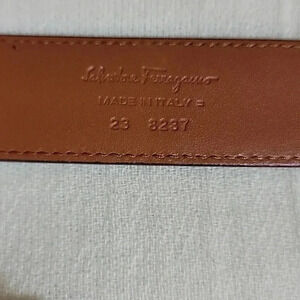 Salvatore Ferragamo
MADE IN ITALY
23 8237